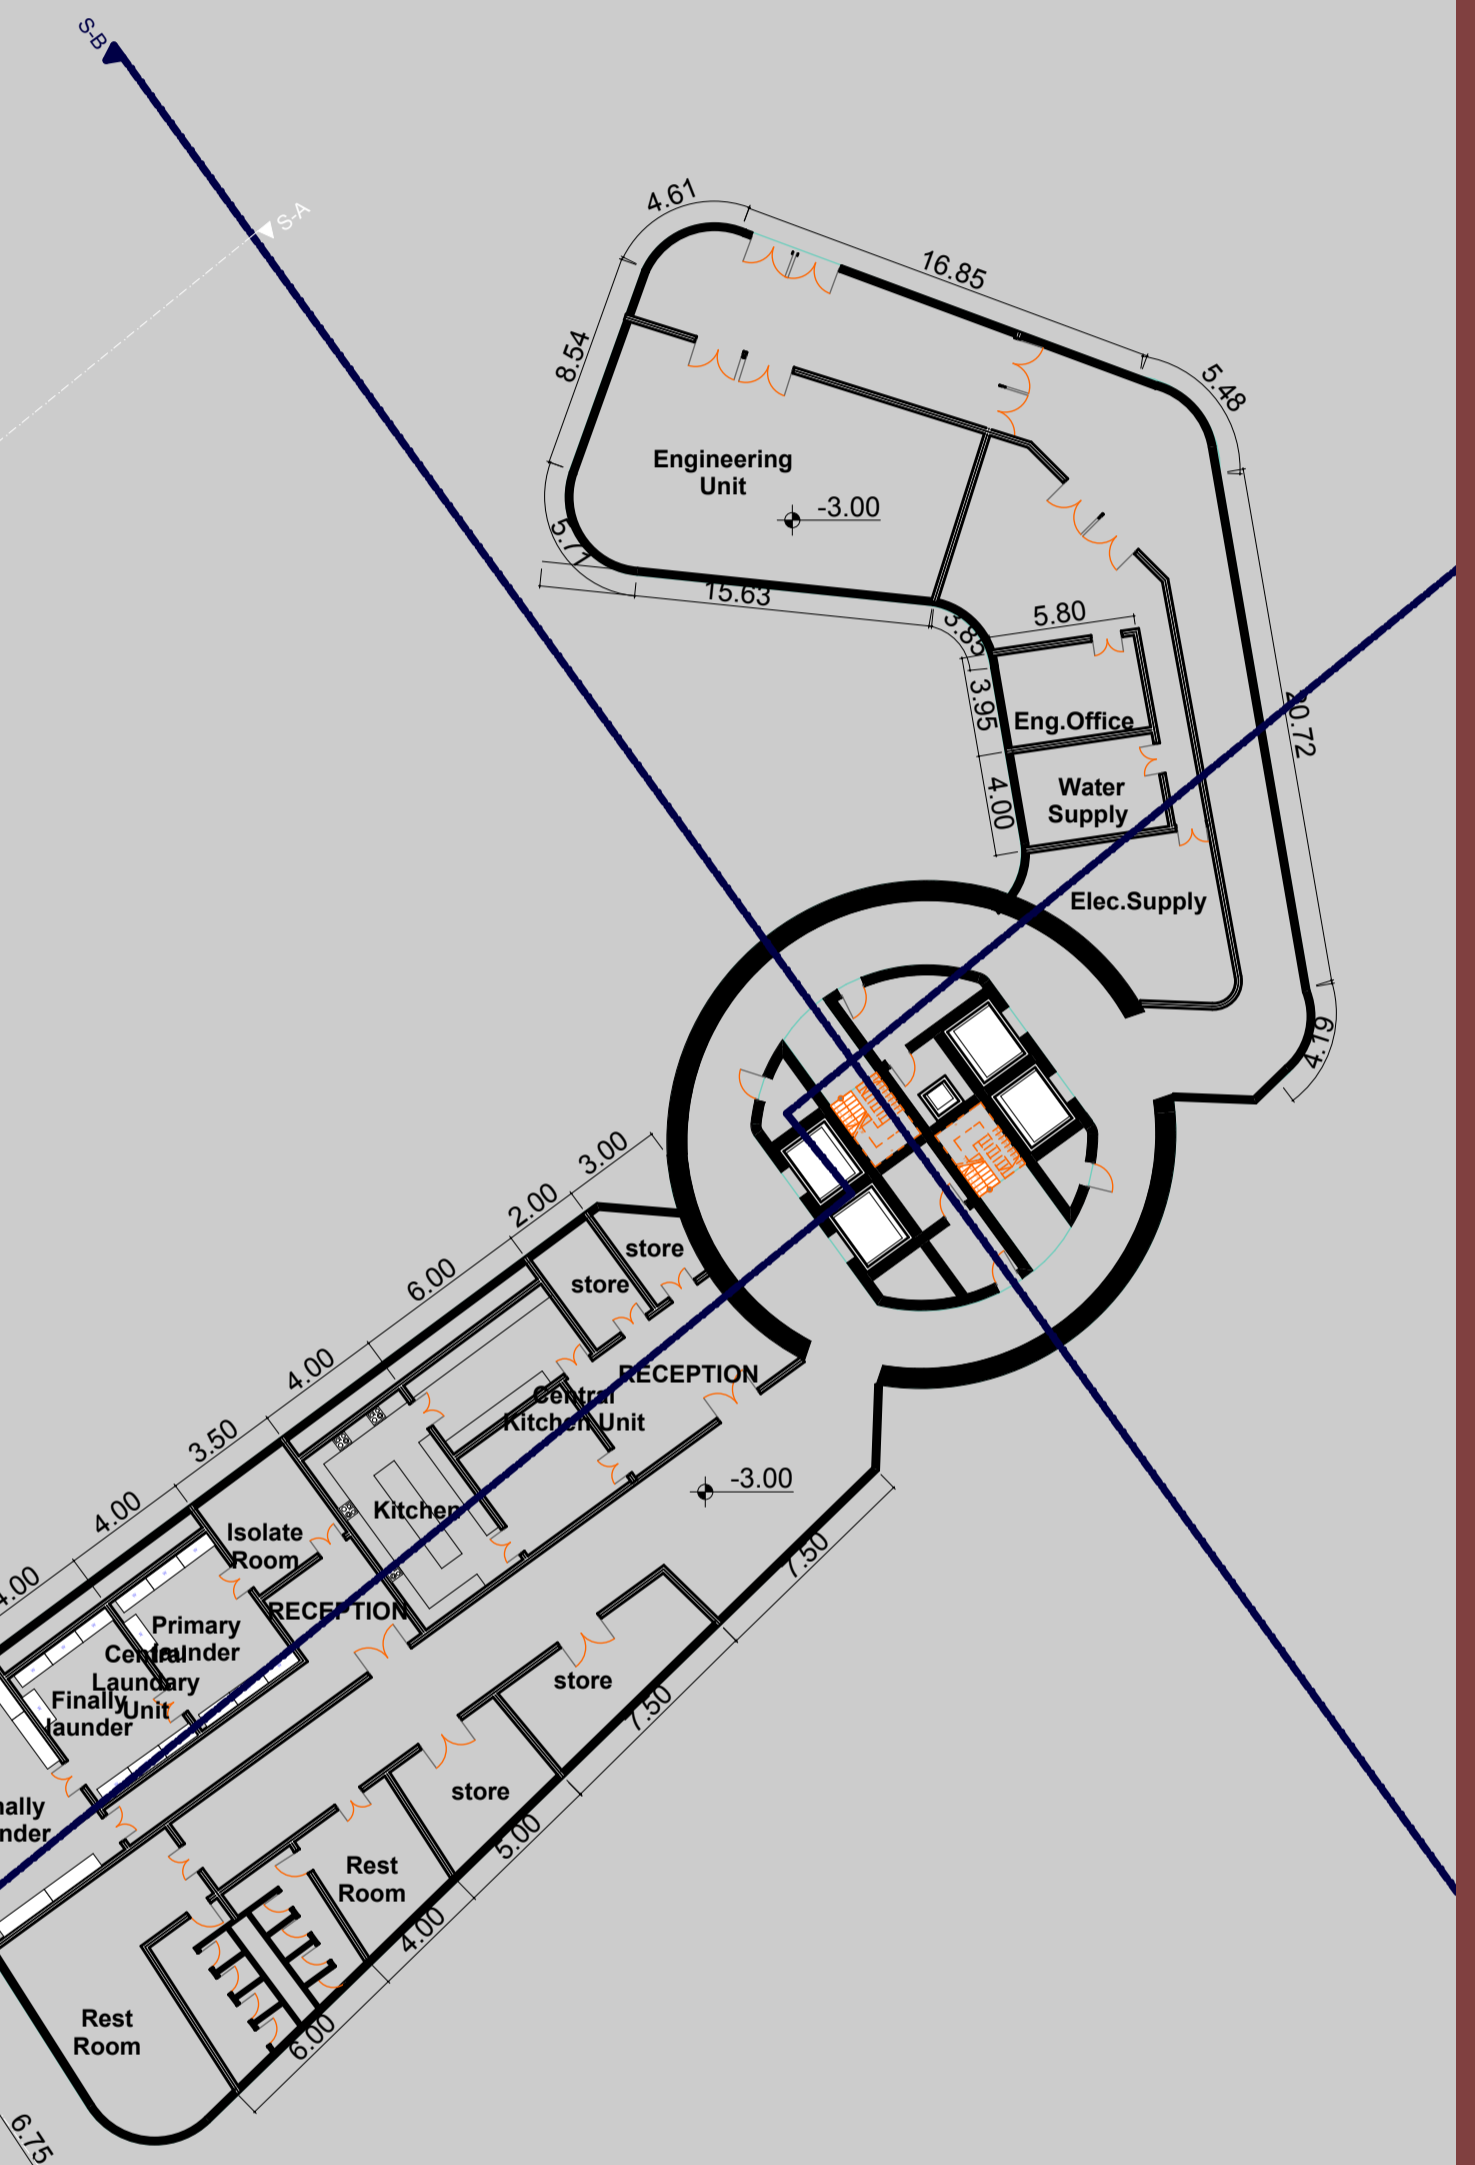 S-B
S-A
4.61
16.85
5.48
8.54
Engineering
Unit
-3.00
5.71
15.63
3.85
5.80
3.95
Eng.Office
20.72
4.00
Water
Supply
Elec.Supply
4.19
3.00
2.00
store
store
6.00
RECEPTION
4.00
Central
Kitchen Unit
3.50
-3.00
Kitchen
4.00
Isolate
Room
7.50
4.00
RECEPTION
Primary
launder
Central
Laundary
Unit
Finally
launder
store
7.50
store
nally
nder
5.00
Rest
Room
4.00
Rest
Room
6.00
6.75